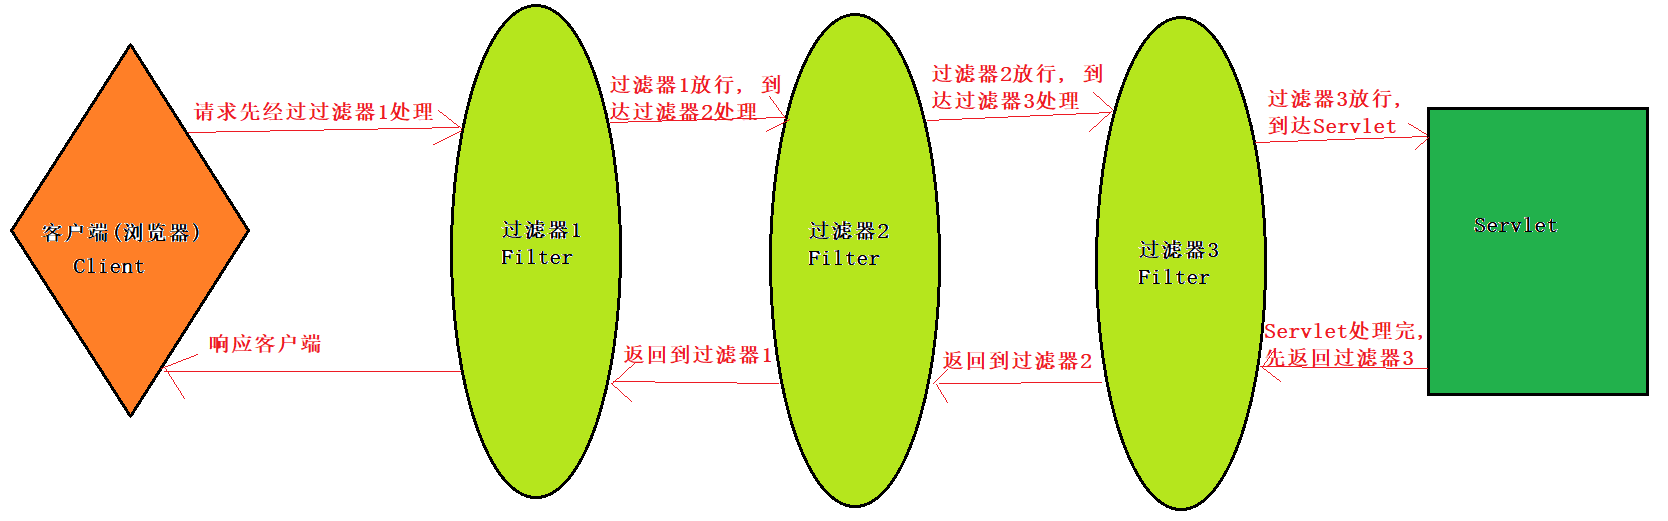 请求先经过过滤器1处理
过滤器1放行, 到
达过滤器2处理
过滤器2放行, 到
达过滤器3处理
过滤器3放行,
到达Servlet
客户端(浏览器)
Client
过滤器1
Filter
过滤器2
Filter
过滤器3
Filter
Servlet
响应客户端
返回到过滤器1
返回到过滤器2
Servlet处理完,
先返回过滤器3